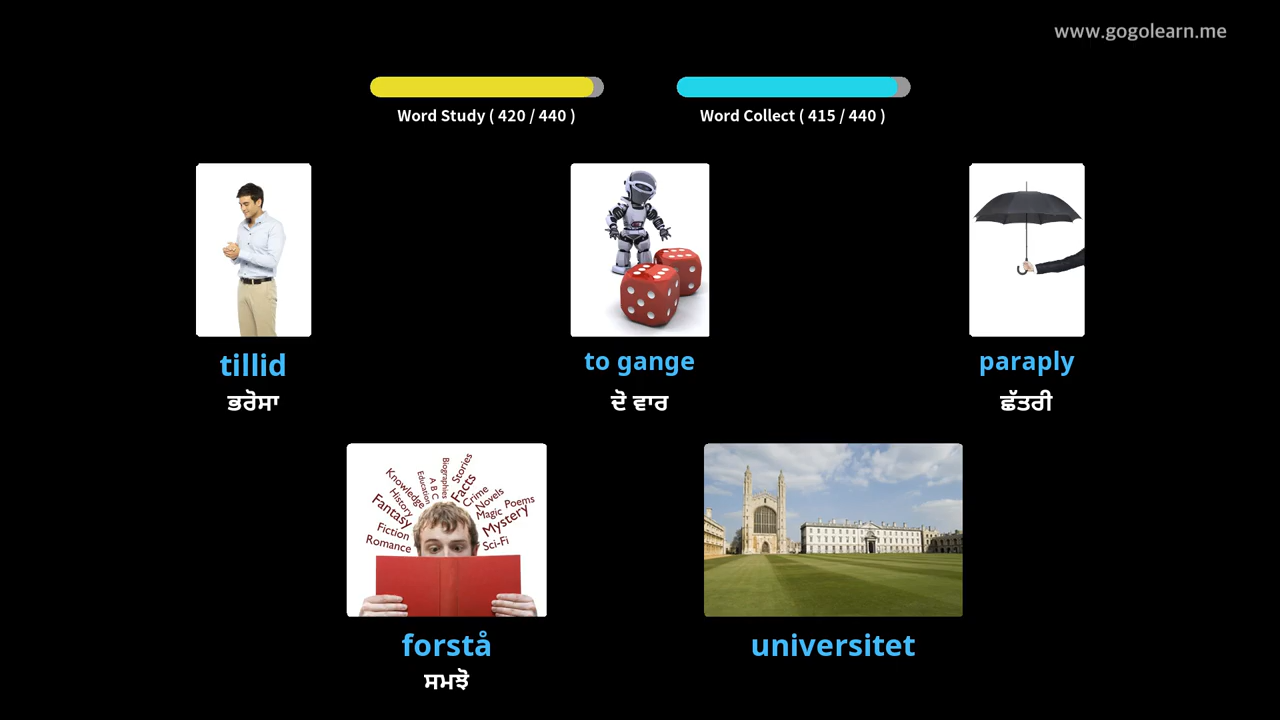 www.gogolearn.me
Word Study ( 420 / 440 )
Word Collect ( 415 / 440 )
tillid
ਭਰੋਸਾ
to gange
ਦੋ ਵਾਰ
paraply
ਛੱਤਰੀ
Biographies
Stories
Education
A B C
Facts
Knowledge
Crime
History
Novels
Fantasy
Magic
Poems
Mystery
Fiction
Romance
Sci-Fi
forstå
ਸਮਝੋ
universitet